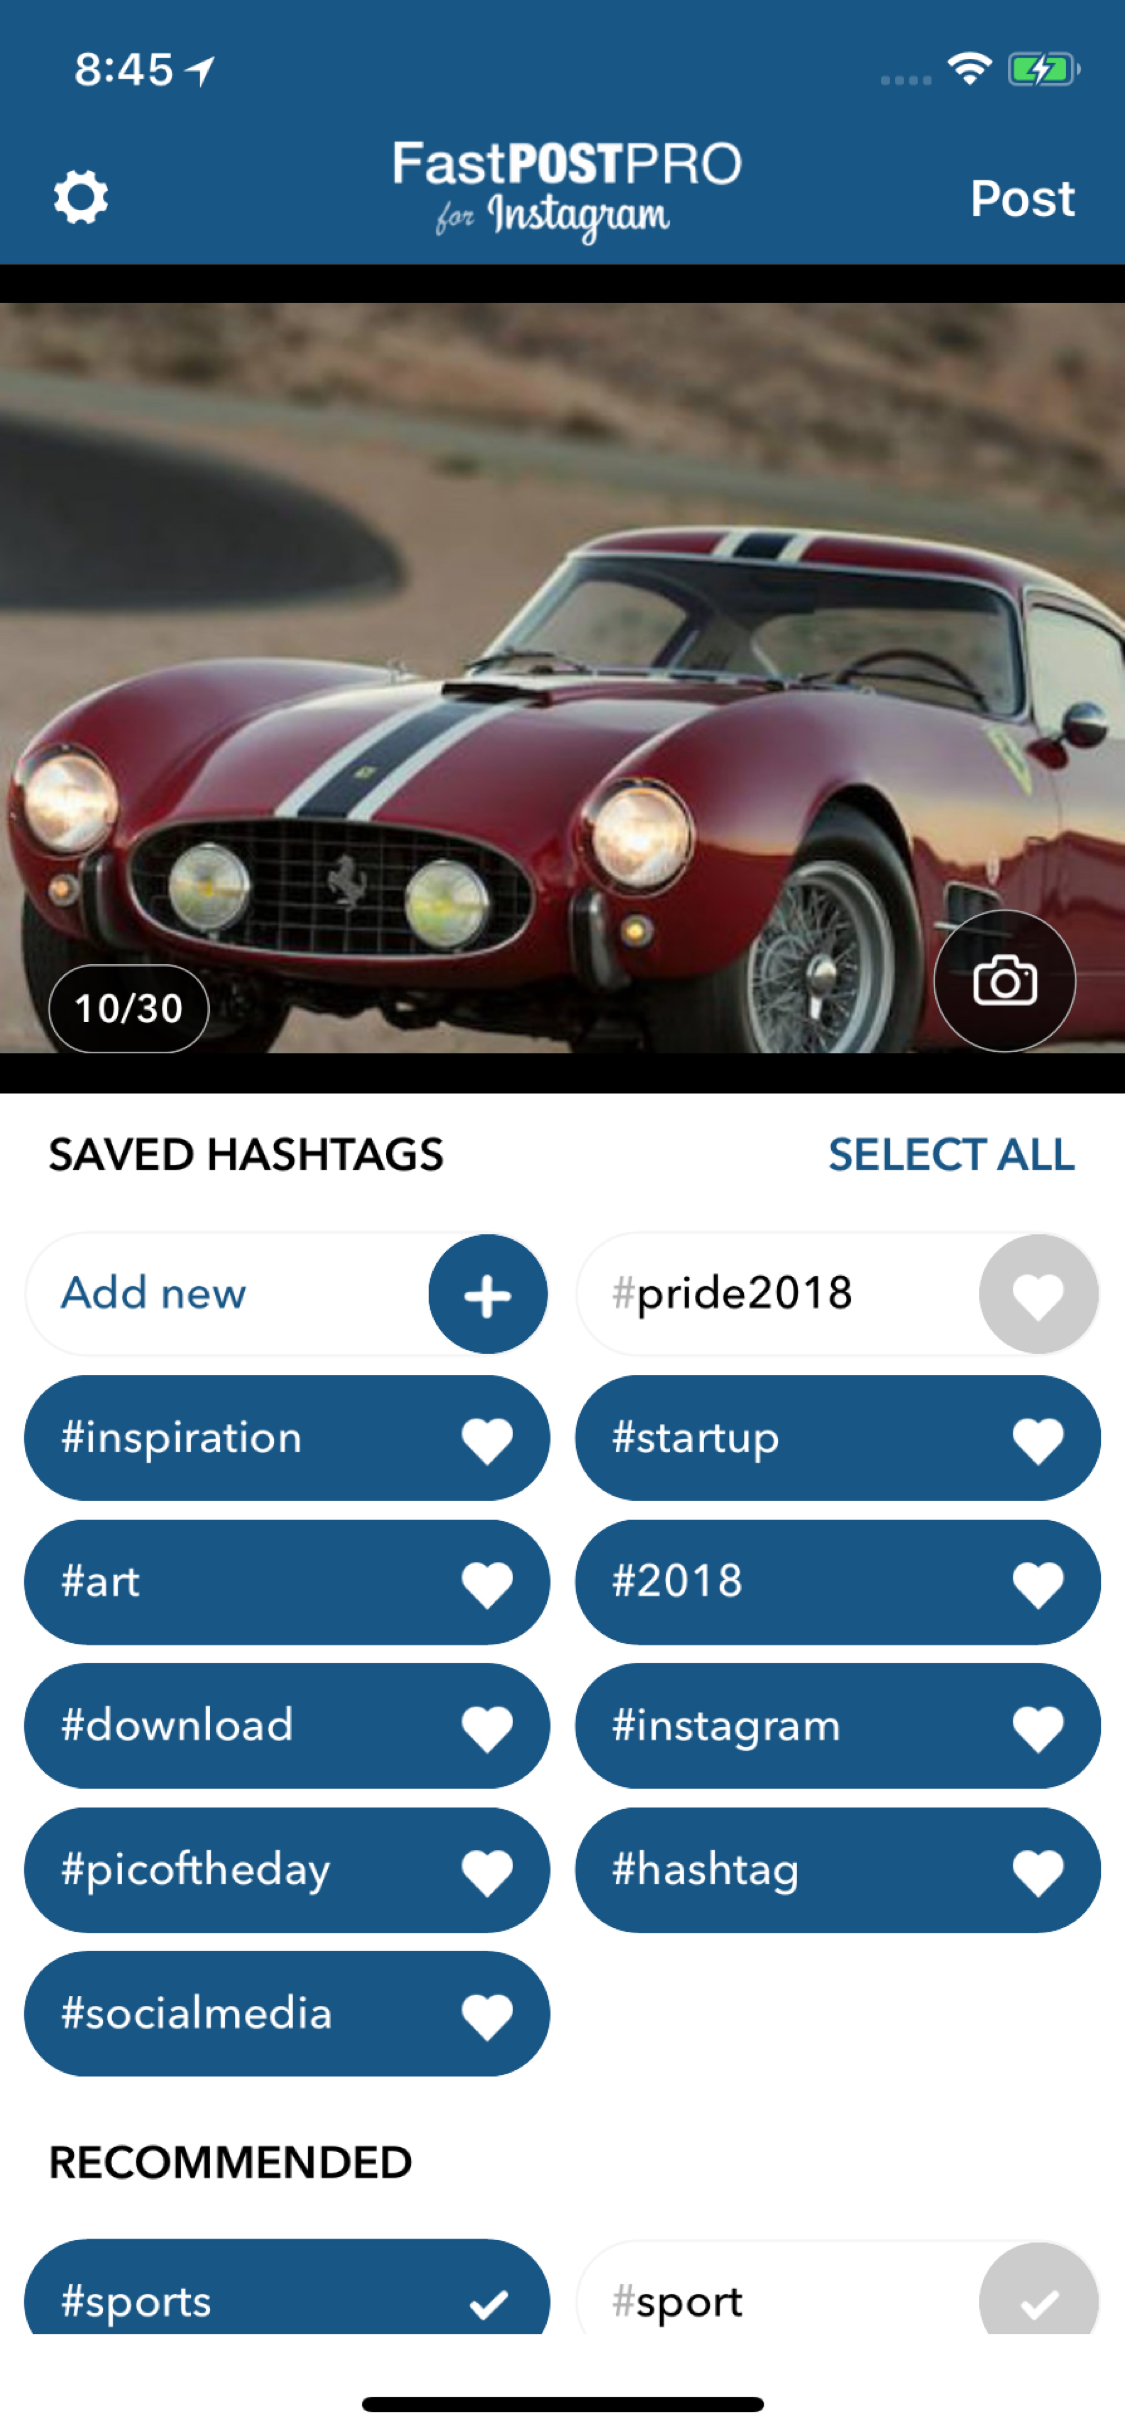 8:45
FastPOSTPRO
for Instagram
Post
10/30
SAVED HASHTAGS
SELECT ALL
Add new
#pride2018
#inspiration
#startup
#art
#2018
#download
#instagram
#picoftheday
#hashtag
#socialmedia
RECOMMENDED
#sports
#sport